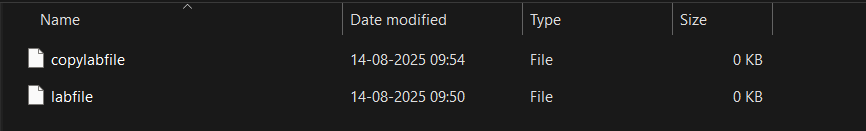 Name Date modified Type Size
copylabfile 14-08-2025 09:54 File 0 KB
labfile 14-08-2025 09:50 File 0 KB